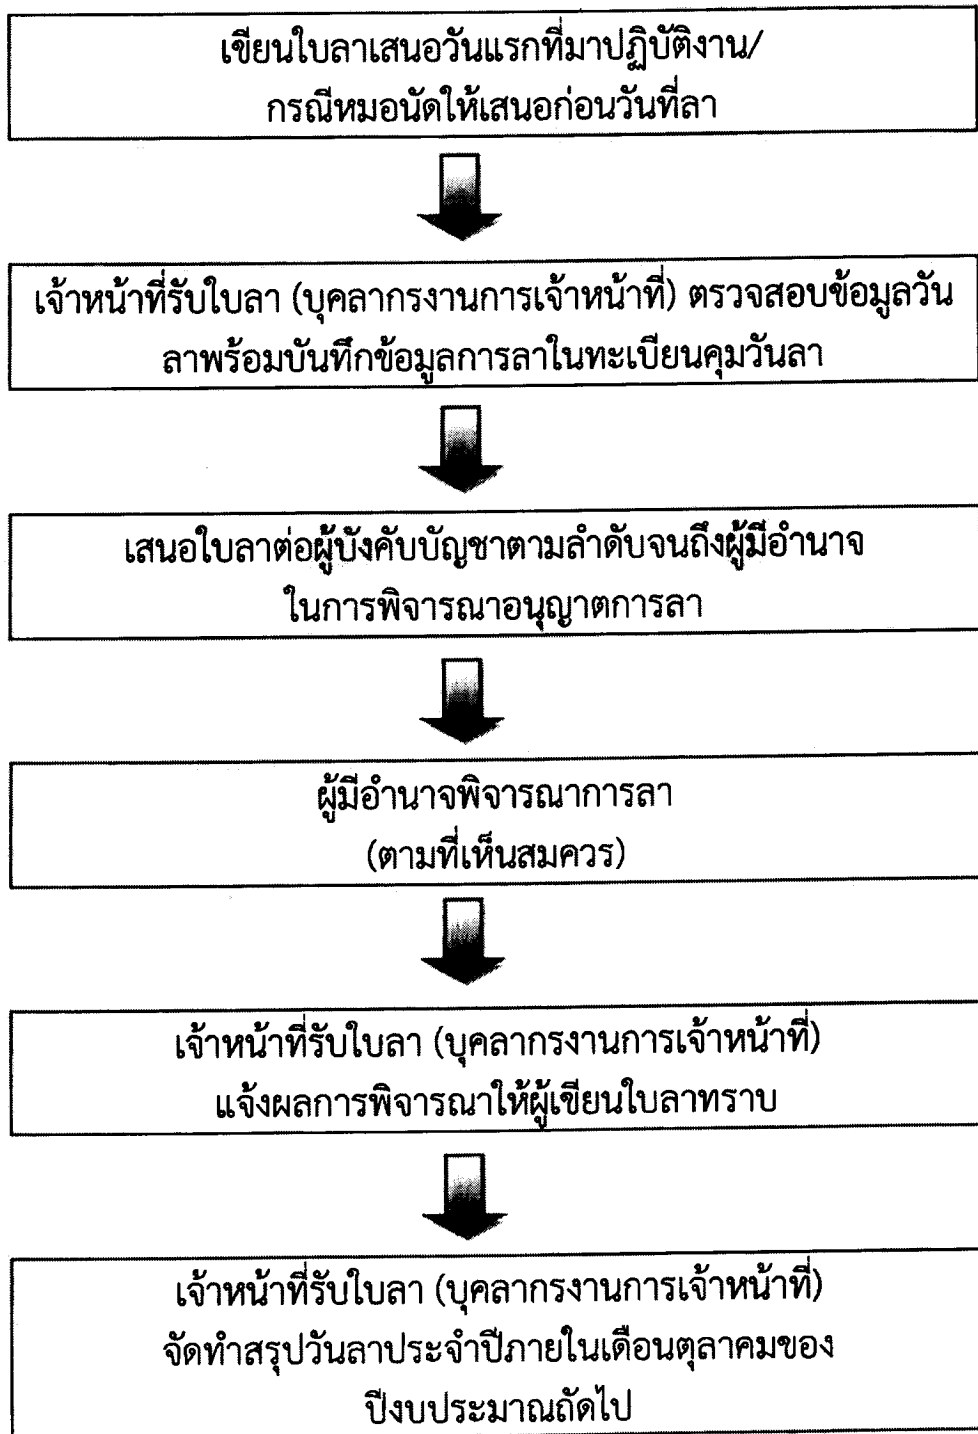 เขียนใบลาเสนอวันแรกที่มาปฏิบัติงาน/
กรณีหมอนัดให้เสนอก่อนวันที่ลา
เจ้าหน้าที่รับใบลา (บุคลากรงานการเจ้าหน้าที่) ตรวจสอบข้อมูลวัน
ลาพร้อมบันทึกข้อมูลการลาในทะเบียนคุมวันลา
เสนอใบลาต่อผู้บังคับบัญชาตามลำดับจนถึงผู้มีอำนาจ
ในการพิจารณาอนุญาตการลา
ผู้มีอำนาจพิจารณาการลา
(ตามที่เห็นสมควร)
เจ้าหน้าที่รับใบลา (บุคลากรงานการเจ้าหน้าที่)
แจ้งผลการพิจารณาให้ผู้เขียนใบลาทราบ
เจ้าหน้าที่รับใบลา (บุคลากรงานการเจ้าหน้าที่)
จัดทำสรุปวันลาประจำปีภายในเดือนตุลาคมของ
ปีงบประมาณถัดไป